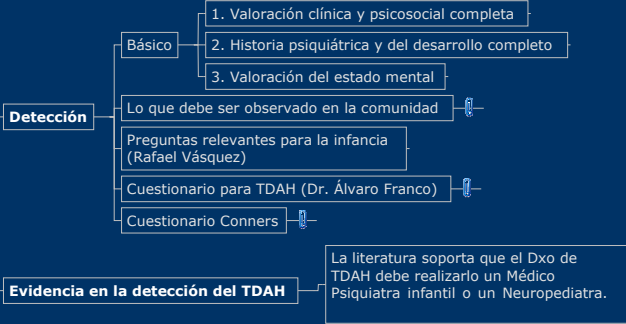 1. Valoración clínica y psicosocial completa
Básico
2. Historia psiquiátrica y del desarrollo completo
3. Valoración del estado mental
Detección
Lo que debe ser observado en la comunidad
Preguntas relevantes para la infancia
(Rafael Vásquez)
Cuestionario para TDAH (Dr. Álvaro Franco)
Cuestionario Conners
Evidencia en la detección del TDAH
La literatura soporta que el Dxo de
TDAH debe realizarlo un Médico
Psiquiatra infantil o un Neuropediatra.